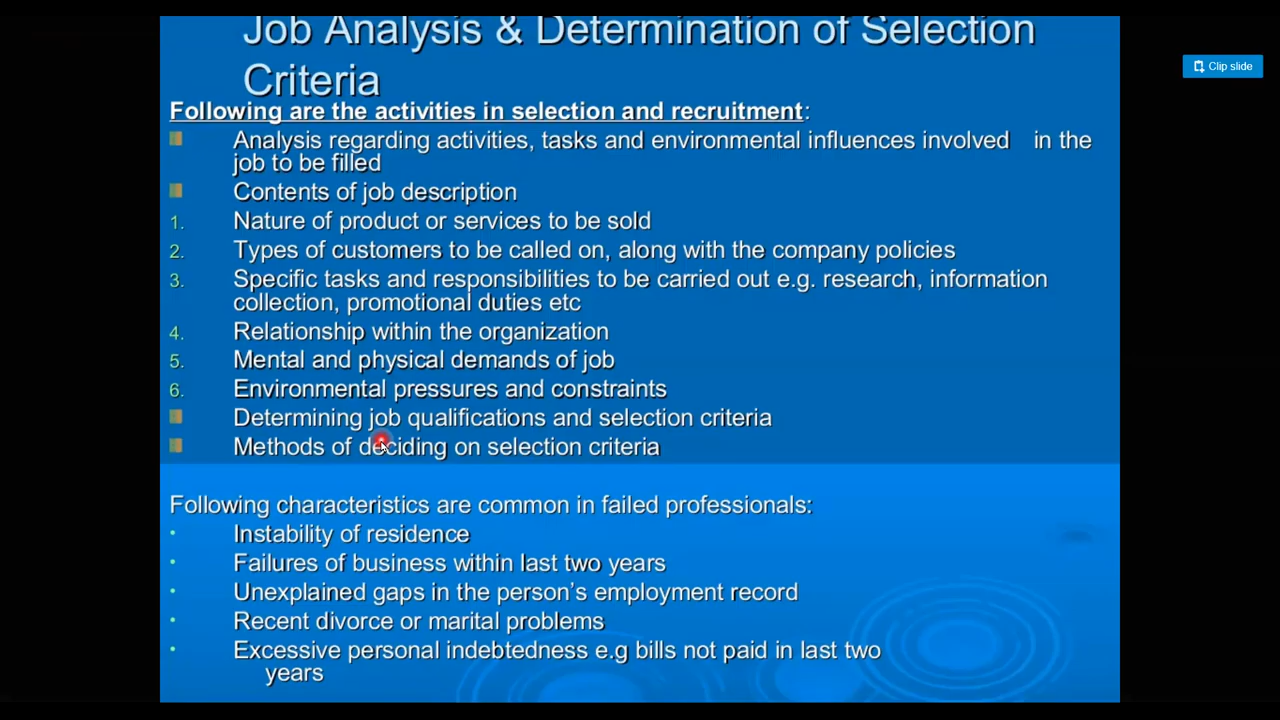 Job Analysis & Determination of Selection
Criteria
Clip slide
Following are the activities in selection and recruitment:
Analysis regarding activities, tasks and environmental influences involved in the
job to be filled
Contents of job description
1. Nature of product or services to be sold
2. Types of customers to be called on, along with the company policies
3. Specific tasks and responsibilities to be carried out e.g. research, information
collection, promotional duties etc
4. Relationship within the organization
5. Mental and physical demands of job
6. Environmental pressures and constraints
Determining job qualifications and selection criteria
Methods of deciding on selection criteria
Following characteristics are common in failed professionals:
• Instability of residence
• Failures of business within last two years
• Unexplained gaps in the person’s employment record
• Recent divorce or marital problems
• Excessive personal indebtedness e.g bills not paid in last two
years